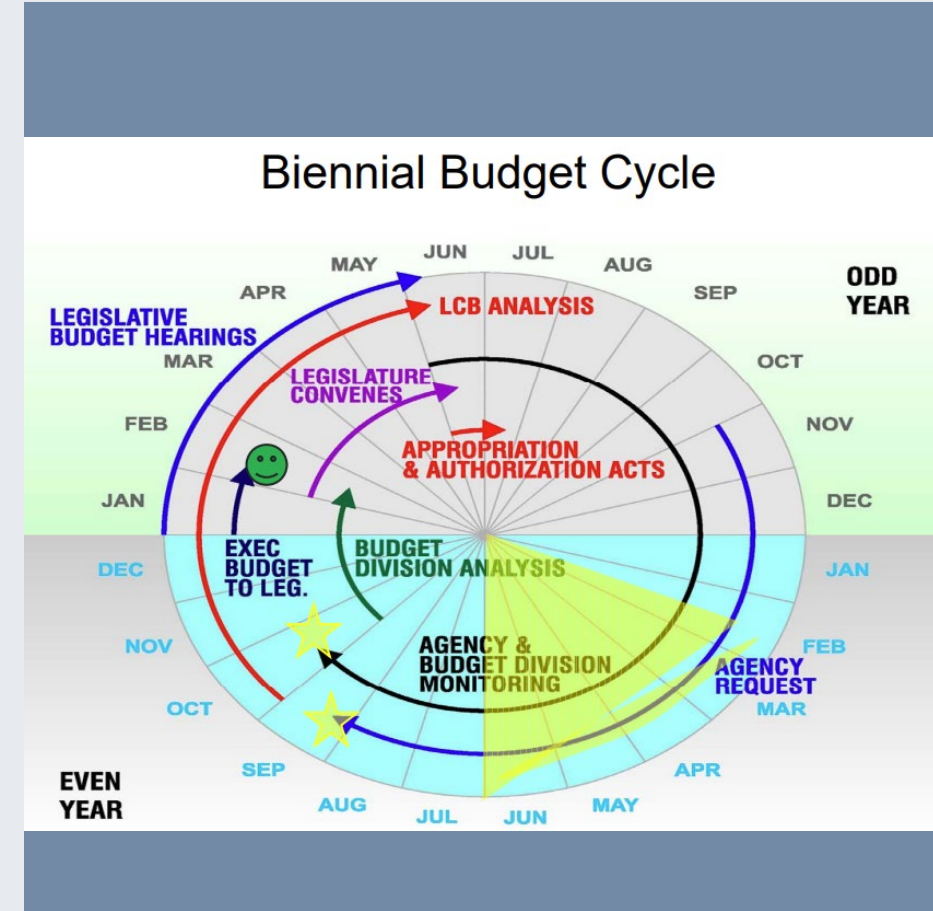 Biennial Budget Cycle
JUN
JUL
MAY
AUG
APR
SEP
ODD
YEAR
LEGISLATIVE
BUDGET HEARINGS
LCB ANALYSIS
MAR
OCT
LEGISLATURE
CONVENES
FEB
NOV
APPROPRIATION
& AUTHORIZATION ACTS
JAN
DEC
EXEC
BUDGET
TO LEG.
BUDGET
DIVISION ANALYSIS
DEC
JAN
NOV
FEB
AGENCY &
BUDGET DIVISION
MONITORING
AGENCY
REQUEST
OCT
MAR
SEP
APR
EVEN
YEAR
AUG
MAY
JUL
JUN